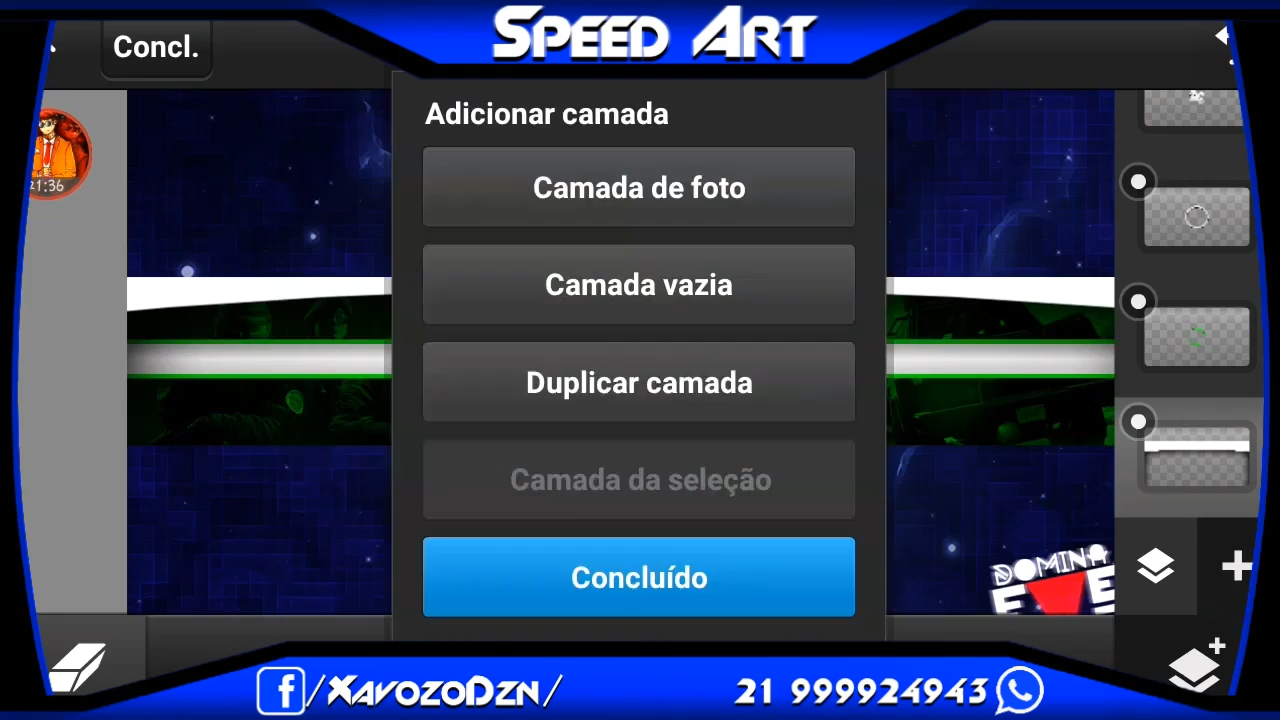 SPEED ART
Concl.
Adicionar camada
21:36
Camada de foto
Camada vazia
Duplicar camada
Camada da seleção
Concluído
DOMINA
/XAVOZODZN/
21 999924943